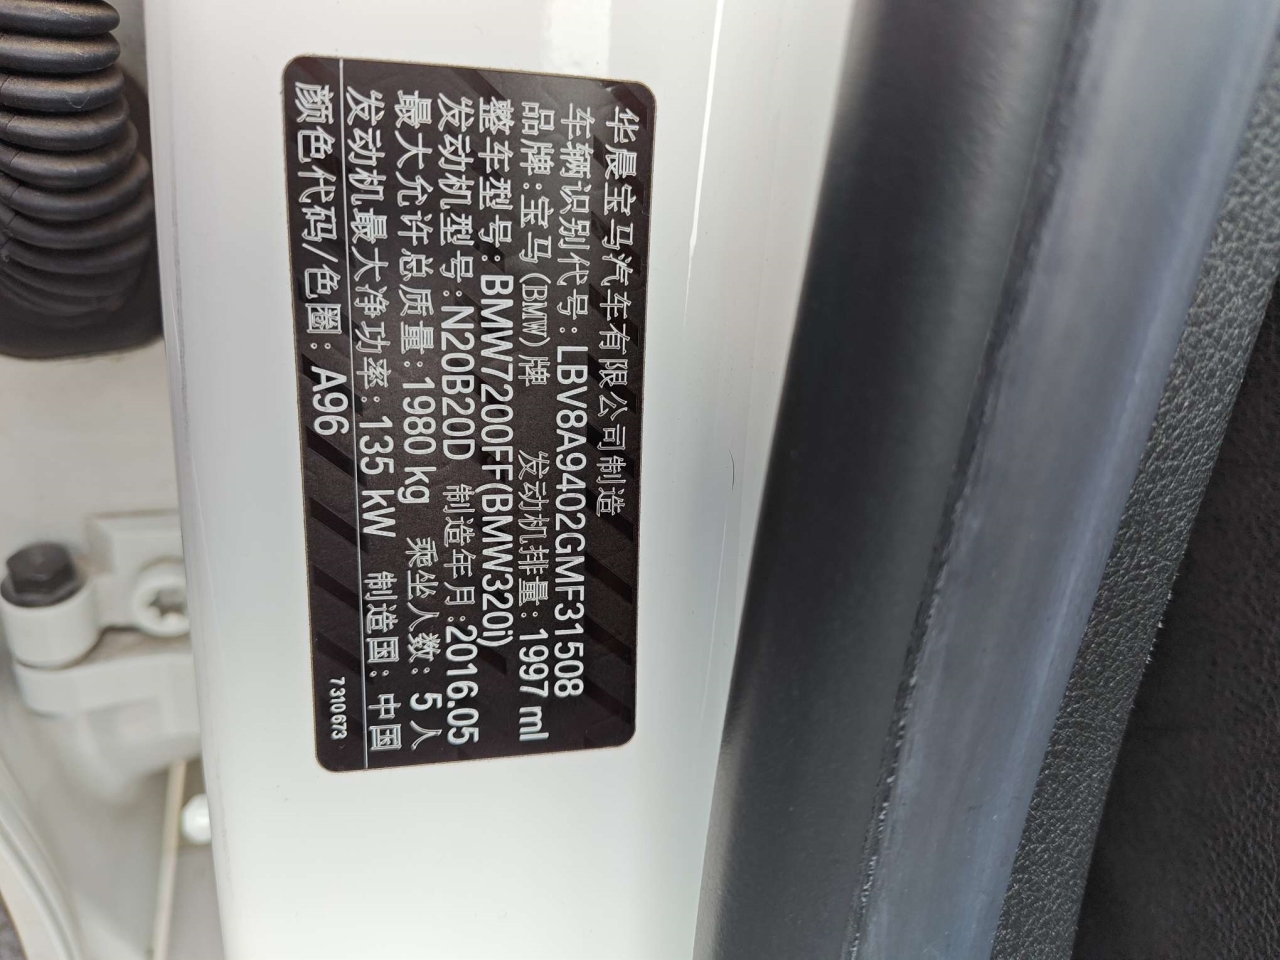 华晨宝马汽车有限公司制造
车辆识别代号:LBV8A9402GMF31508
品牌:宝马(BMW)牌 发动机排量:1997 ml
整车型号:BMW7200FF(BMW320i)
发动机型号:N20B20D 制造年月:2016.05
最大允许总质量:1980 kg 乘坐人数:5人
发动机最大净功率:135 kW 制造国:中国
颜色代码/色圈:A96 7 310 673